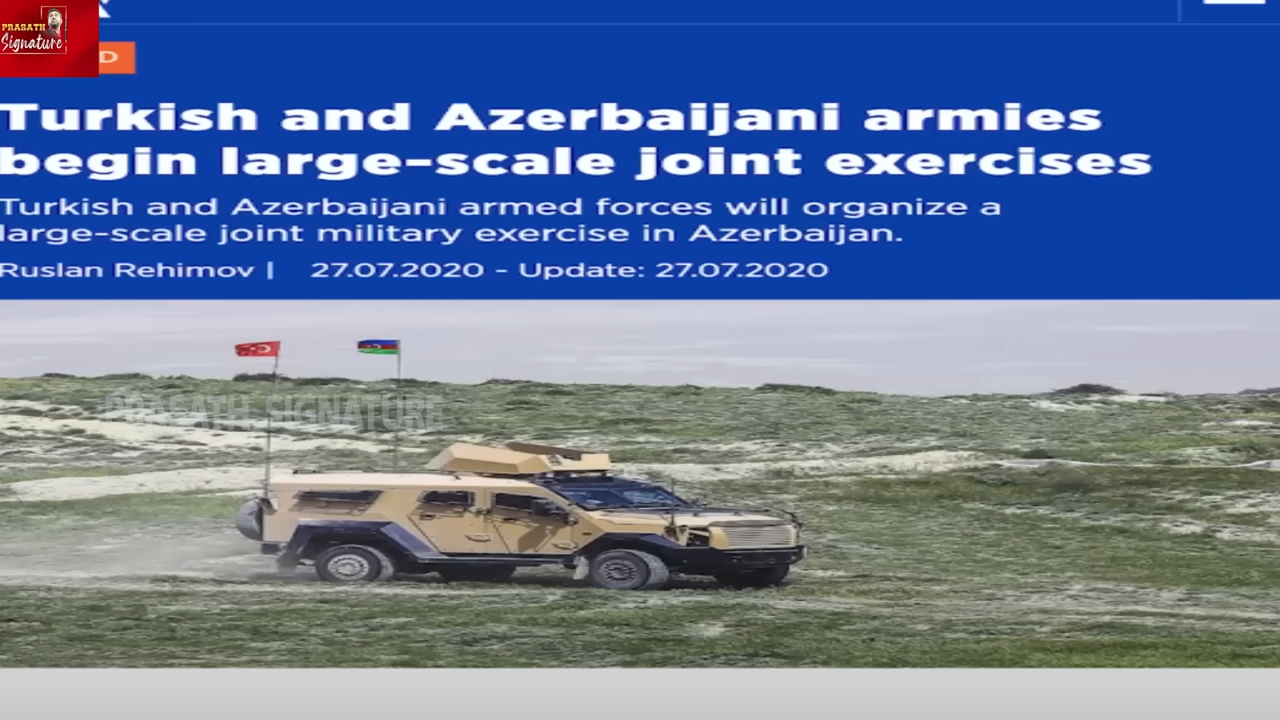 PRASATH
Signature
D
Turkish and Azerbaijani armies
begin large-scale joint exercises
Turkish and Azerbaijani armed forces will organize a
large-scale joint military exercise in Azerbaijan.
Ruslan Rehimov | 27.07.2020 - Update: 27.07.2020
PRASATH SIGNATURE